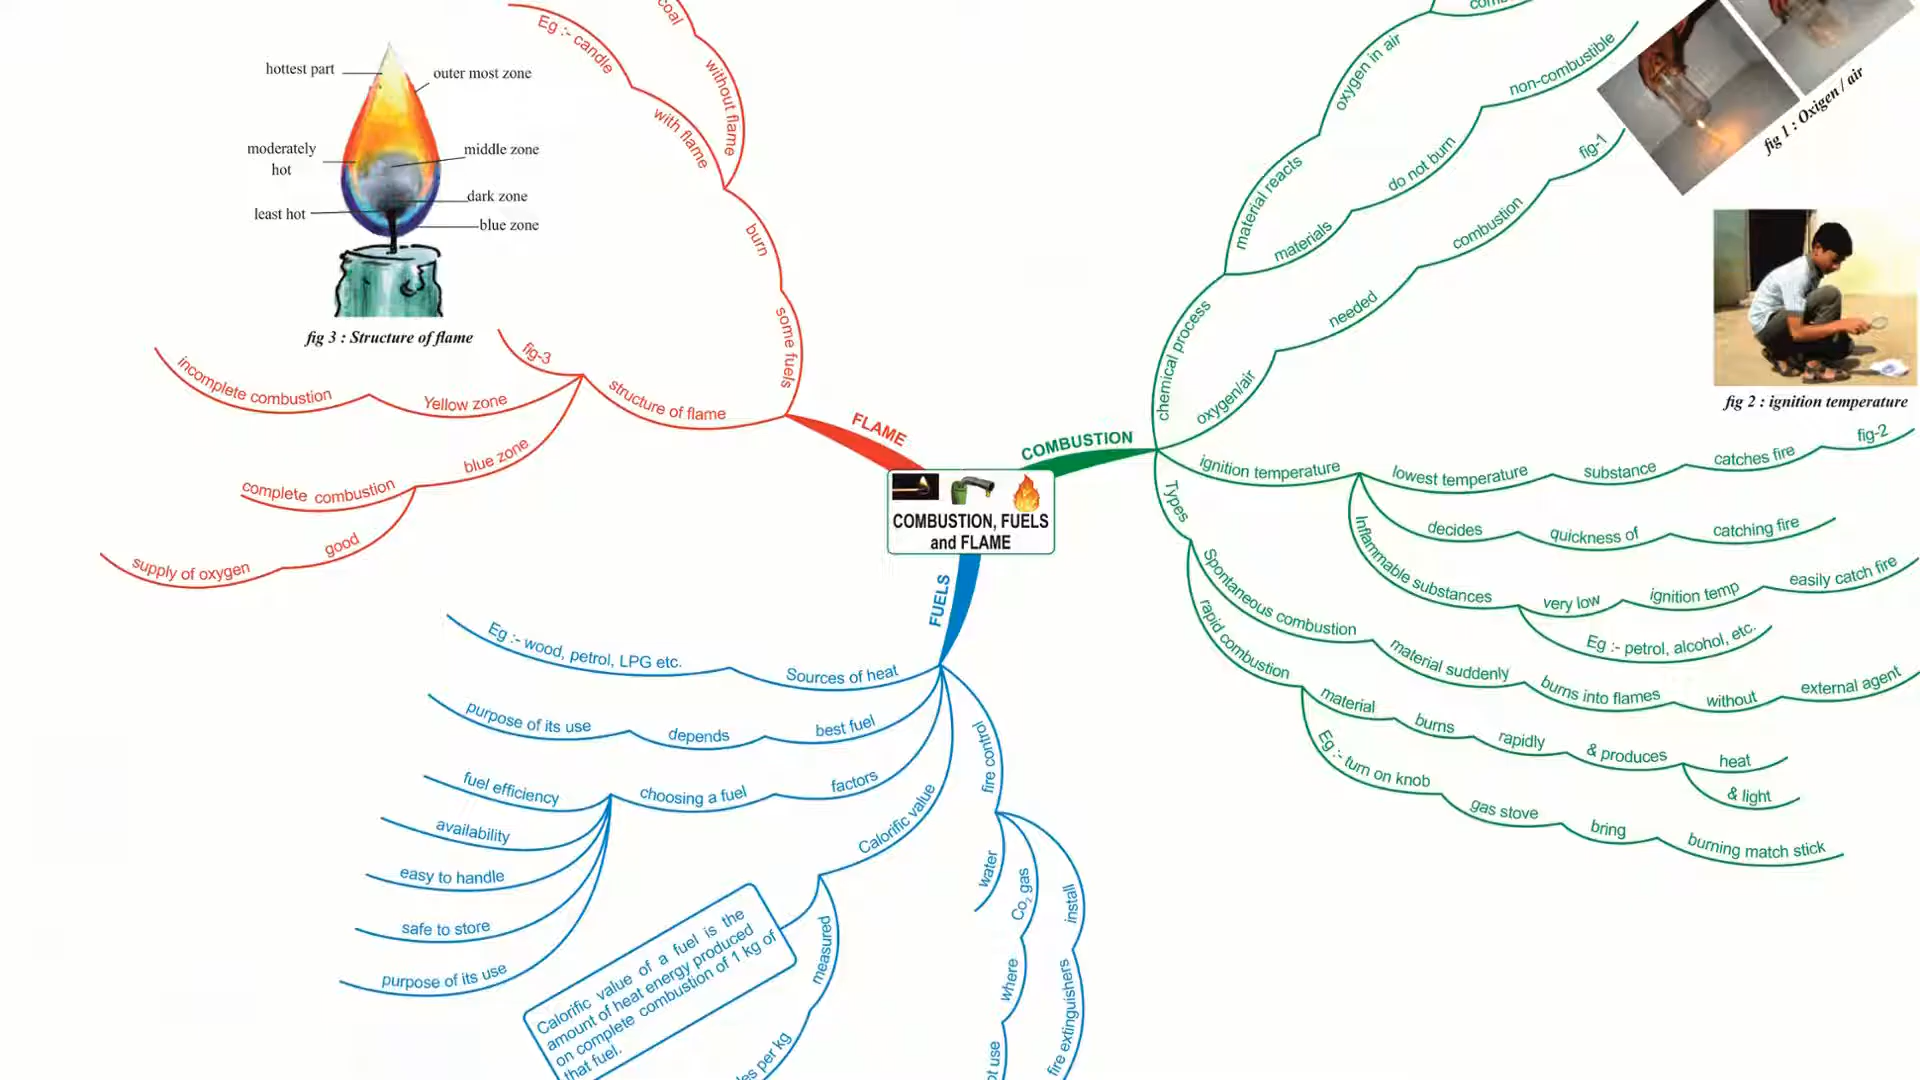 COMBUSTION, FUELS
and FLAME
FLAME
some fuels
burn
with flame
Eg :- candle
without flame
coal
structure of flame
fig-3
Yellow zone
incomplete combustion
blue zone
complete combustion
good
supply of oxygen
hottest part
outer most zone
moderately
hot
middle zone
dark zone
least hot
blue zone
fig 3 : Structure of flame
COMBUSTION
chemical process
material reacts
oxygen in air
materials
do not burn
non-combustible
oxygen/air
needed
combustion
fig-1
fig 1 : Oxigen / air
fig 2 : ignition temperature
ignition temperature
lowest temperature
substance
catches fire
fig-2
decides
quickness of
catching fire
Inflammable substances
very low
ignition temp
easily catch fire
Eg :- petrol, alcohol, etc.
Types
Spontaneous combustion
material suddenly
burns into flames
without
external agent
rapid combustion
material
burns
rapidly
& produces
heat
& light
Eg :- turn on knob
gas stove
bring
burning match stick
FUELS
Sources of heat
Eg :- wood, petrol, LPG etc.
best fuel
depends
purpose of its use
factors
choosing a fuel
fuel efficiency
availability
easy to handle
safe to store
purpose of its use
Calorific value
Calorific value of a fuel is the
amount of heat energy produced
on complete combustion of 1 kg of
that fuel.
measured
per kg
fire control
water
Co₂ gas
where
use
install
fire extinguishers